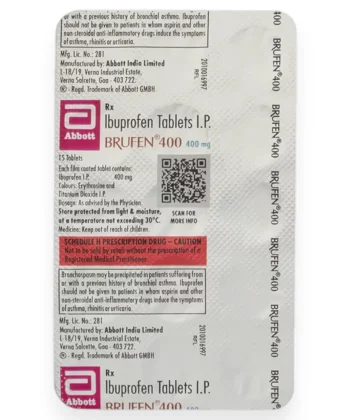 or with a previous history of bronchial asthma. Ibuprofen
should not be given to patients in whom aspirin and other
non-steroidal anti-inflammatory drugs induce the symptoms
of asthma, rhinitis or urticaria.
Mfg. Lic. No.: 281
Manufactured by: Abbott India Limited
L-18/19, Verna Industrial Estate,
Verna Salcette, Goa - 403 722.
® - Regd. Trademark of Abbott GMBH
2010016997
Abbott
Rx
Ibuprofen Tablets I.P.
BRUFEN®400 400 mg
15 Tablets
Each film coated tablet contains:
Ibuprofen I.P. 400 mg
Colours: Erythrosine and
Titanium Dioxide I.P.
Dosage: As advised by the Physician.
Store protected from light & moisture,
at a temperature not exceeding 30°C.
Medicine: Keep out of reach of children.
SCAN FOR
MORE INFO
SCHEDULE H PRESCRIPTION DRUG – CAUTION
Not to be sold by retail without the prescription of a
Registered Medical Practitioner
Bronchospasm may be precipitated in patients suffering from
or with a previous history of bronchial asthma. Ibuprofen
should not be given to patients in whom aspirin and other
non-steroidal anti-inflammatory drugs induce the symptoms
of asthma, rhinitis or urticaria.
Mfg. Lic. No.: 281
Manufactured by: Abbott India Limited
L-18/19, Verna Industrial Estate,
Verna Salcette, Goa - 403 722.
® - Regd. Trademark of Abbott GMBH
2010016997
Abbott
Rx
Ibuprofen Tablets I.P.
BRUFEN®400 400 mg
400
BRUFEN®400
BRUFEN®400
BRUFEN®400
BRUFEN®400
BRUFEN®400